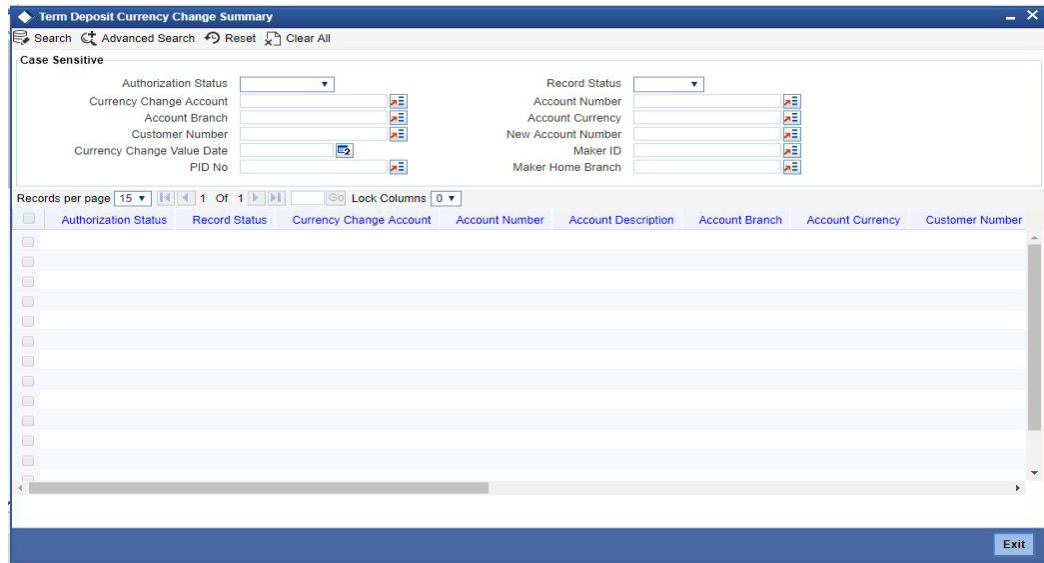 Term Deposit Currency Change Summary
Search Advanced Search Reset Clear All
Case Sensitive
Authorization Status Record Status
Currency Change Account Account Number
Account Branch Account Currency
Customer Number New Account Number
Currency Change Value Date Maker ID
PID No Maker Home Branch
Records per page 15 1 Of 1 Go Lock Columns 0
Authorization Status Record Status Currency Change Account Account Number Account Description Account Branch Account Currency Customer Number
Exit